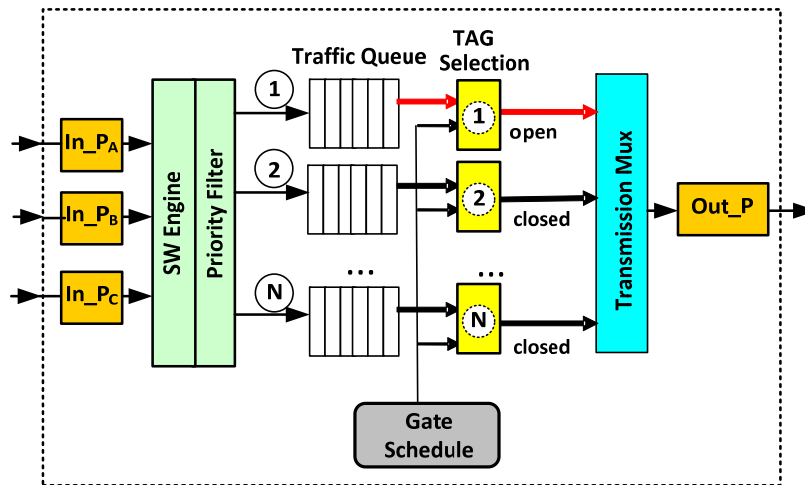 Traffic Queue
TAG
Selection
In_PA
In_PB
In_PC
SW Engine
Priority Filter
1
2
...
N
1
open
2
closed
...
N
closed
Transmission Mux
Out_P
Gate
Schedule